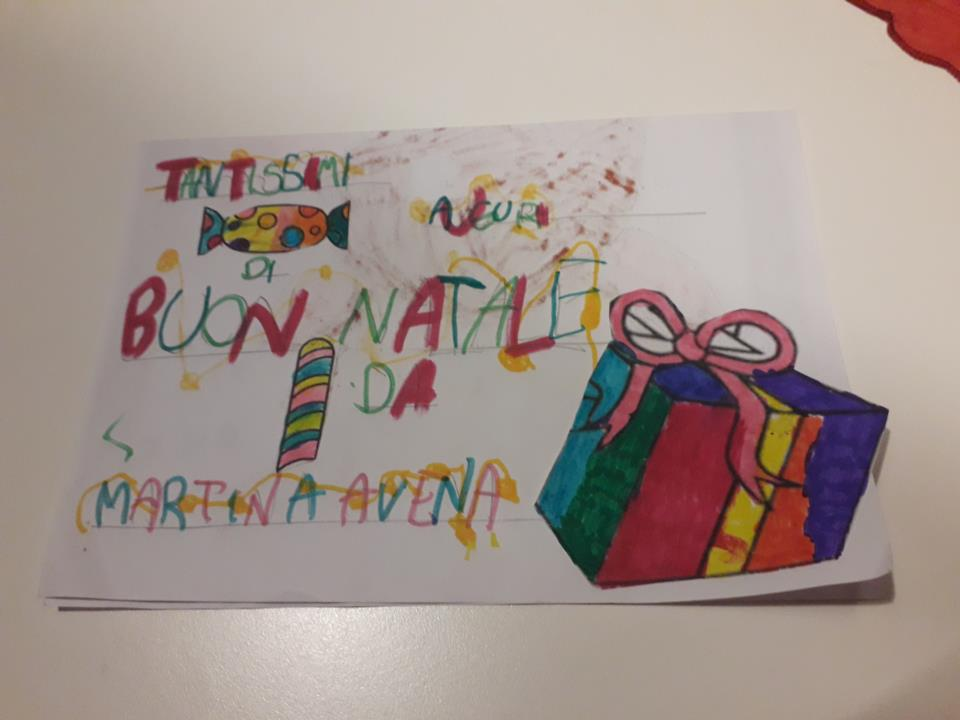 TANTISSIMI
AUGURI
DI
BUON NATALE
DA
MARTINA AVENA